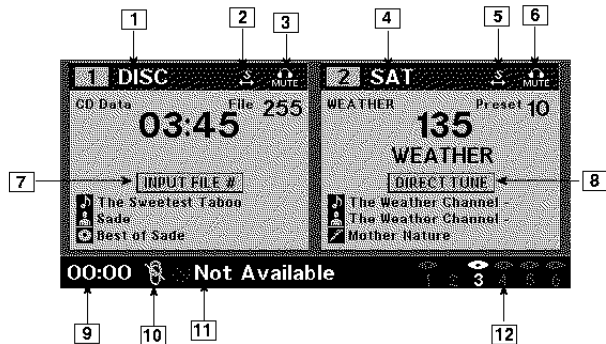 1 2 3 4 5 6
1 DISC S MUTE
2 SAT S MUTE
CD Data File 255
03:45
WEATHER Preset 10
135
WEATHER
7 INPUT FILE #
DIRECT TUNE 8
The Sweetest Taboo
Sade
Best of Sade
The Weather Channel -
The Weather Channel -
Mother Nature
00:00 Not Available 1 2 3 4 5 6
9 10 11 12